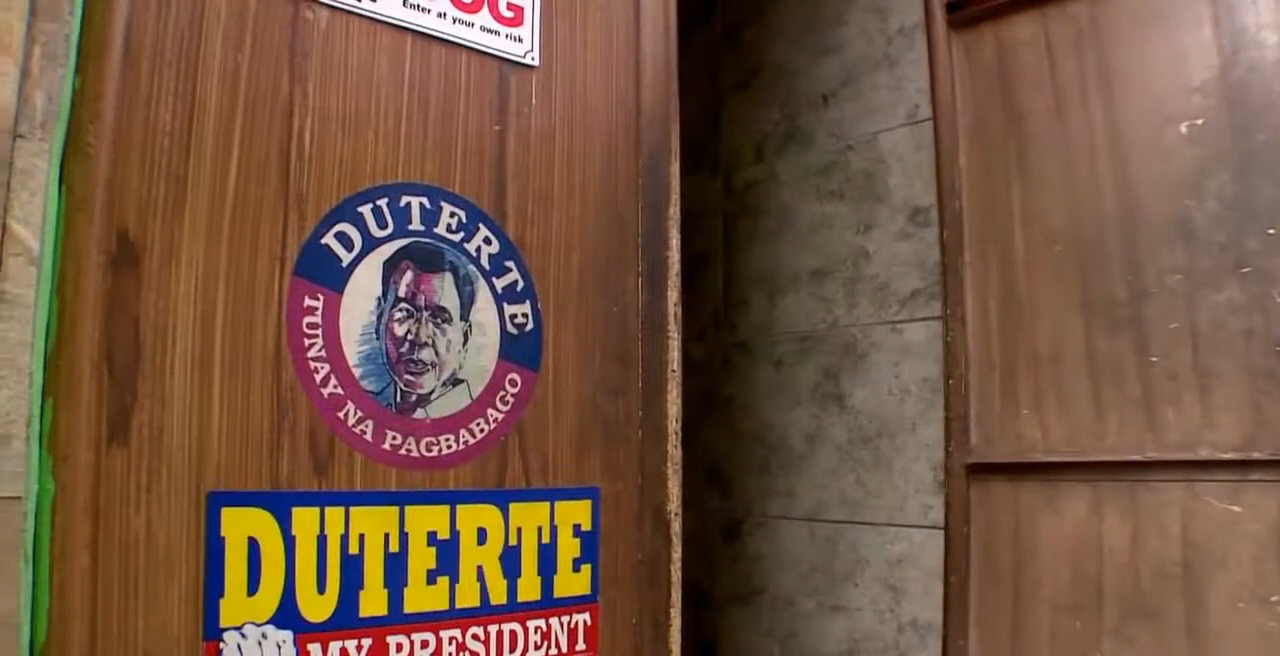 Enter at your own risk
DUTERTE
TUNAY NA PAGBABAGO
DUTERTE
MY PRESIDENT